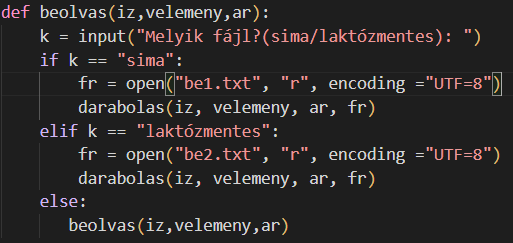 def beolvas(iz,velemeny,ar):
    k = input("Melyik fájl?(sima/laktózmentes): ")
    if k == "sima":
        fr = open("be1.txt", "r", encoding ="UTF=8")
        darabolas(iz, velemeny, ar, fr)
    elif k == "laktózmentes":
        fr = open("be2.txt", "r", encoding ="UTF=8")
        darabolas(iz, velemeny, ar, fr)
    else:
       beolvas(iz,velemeny,ar)